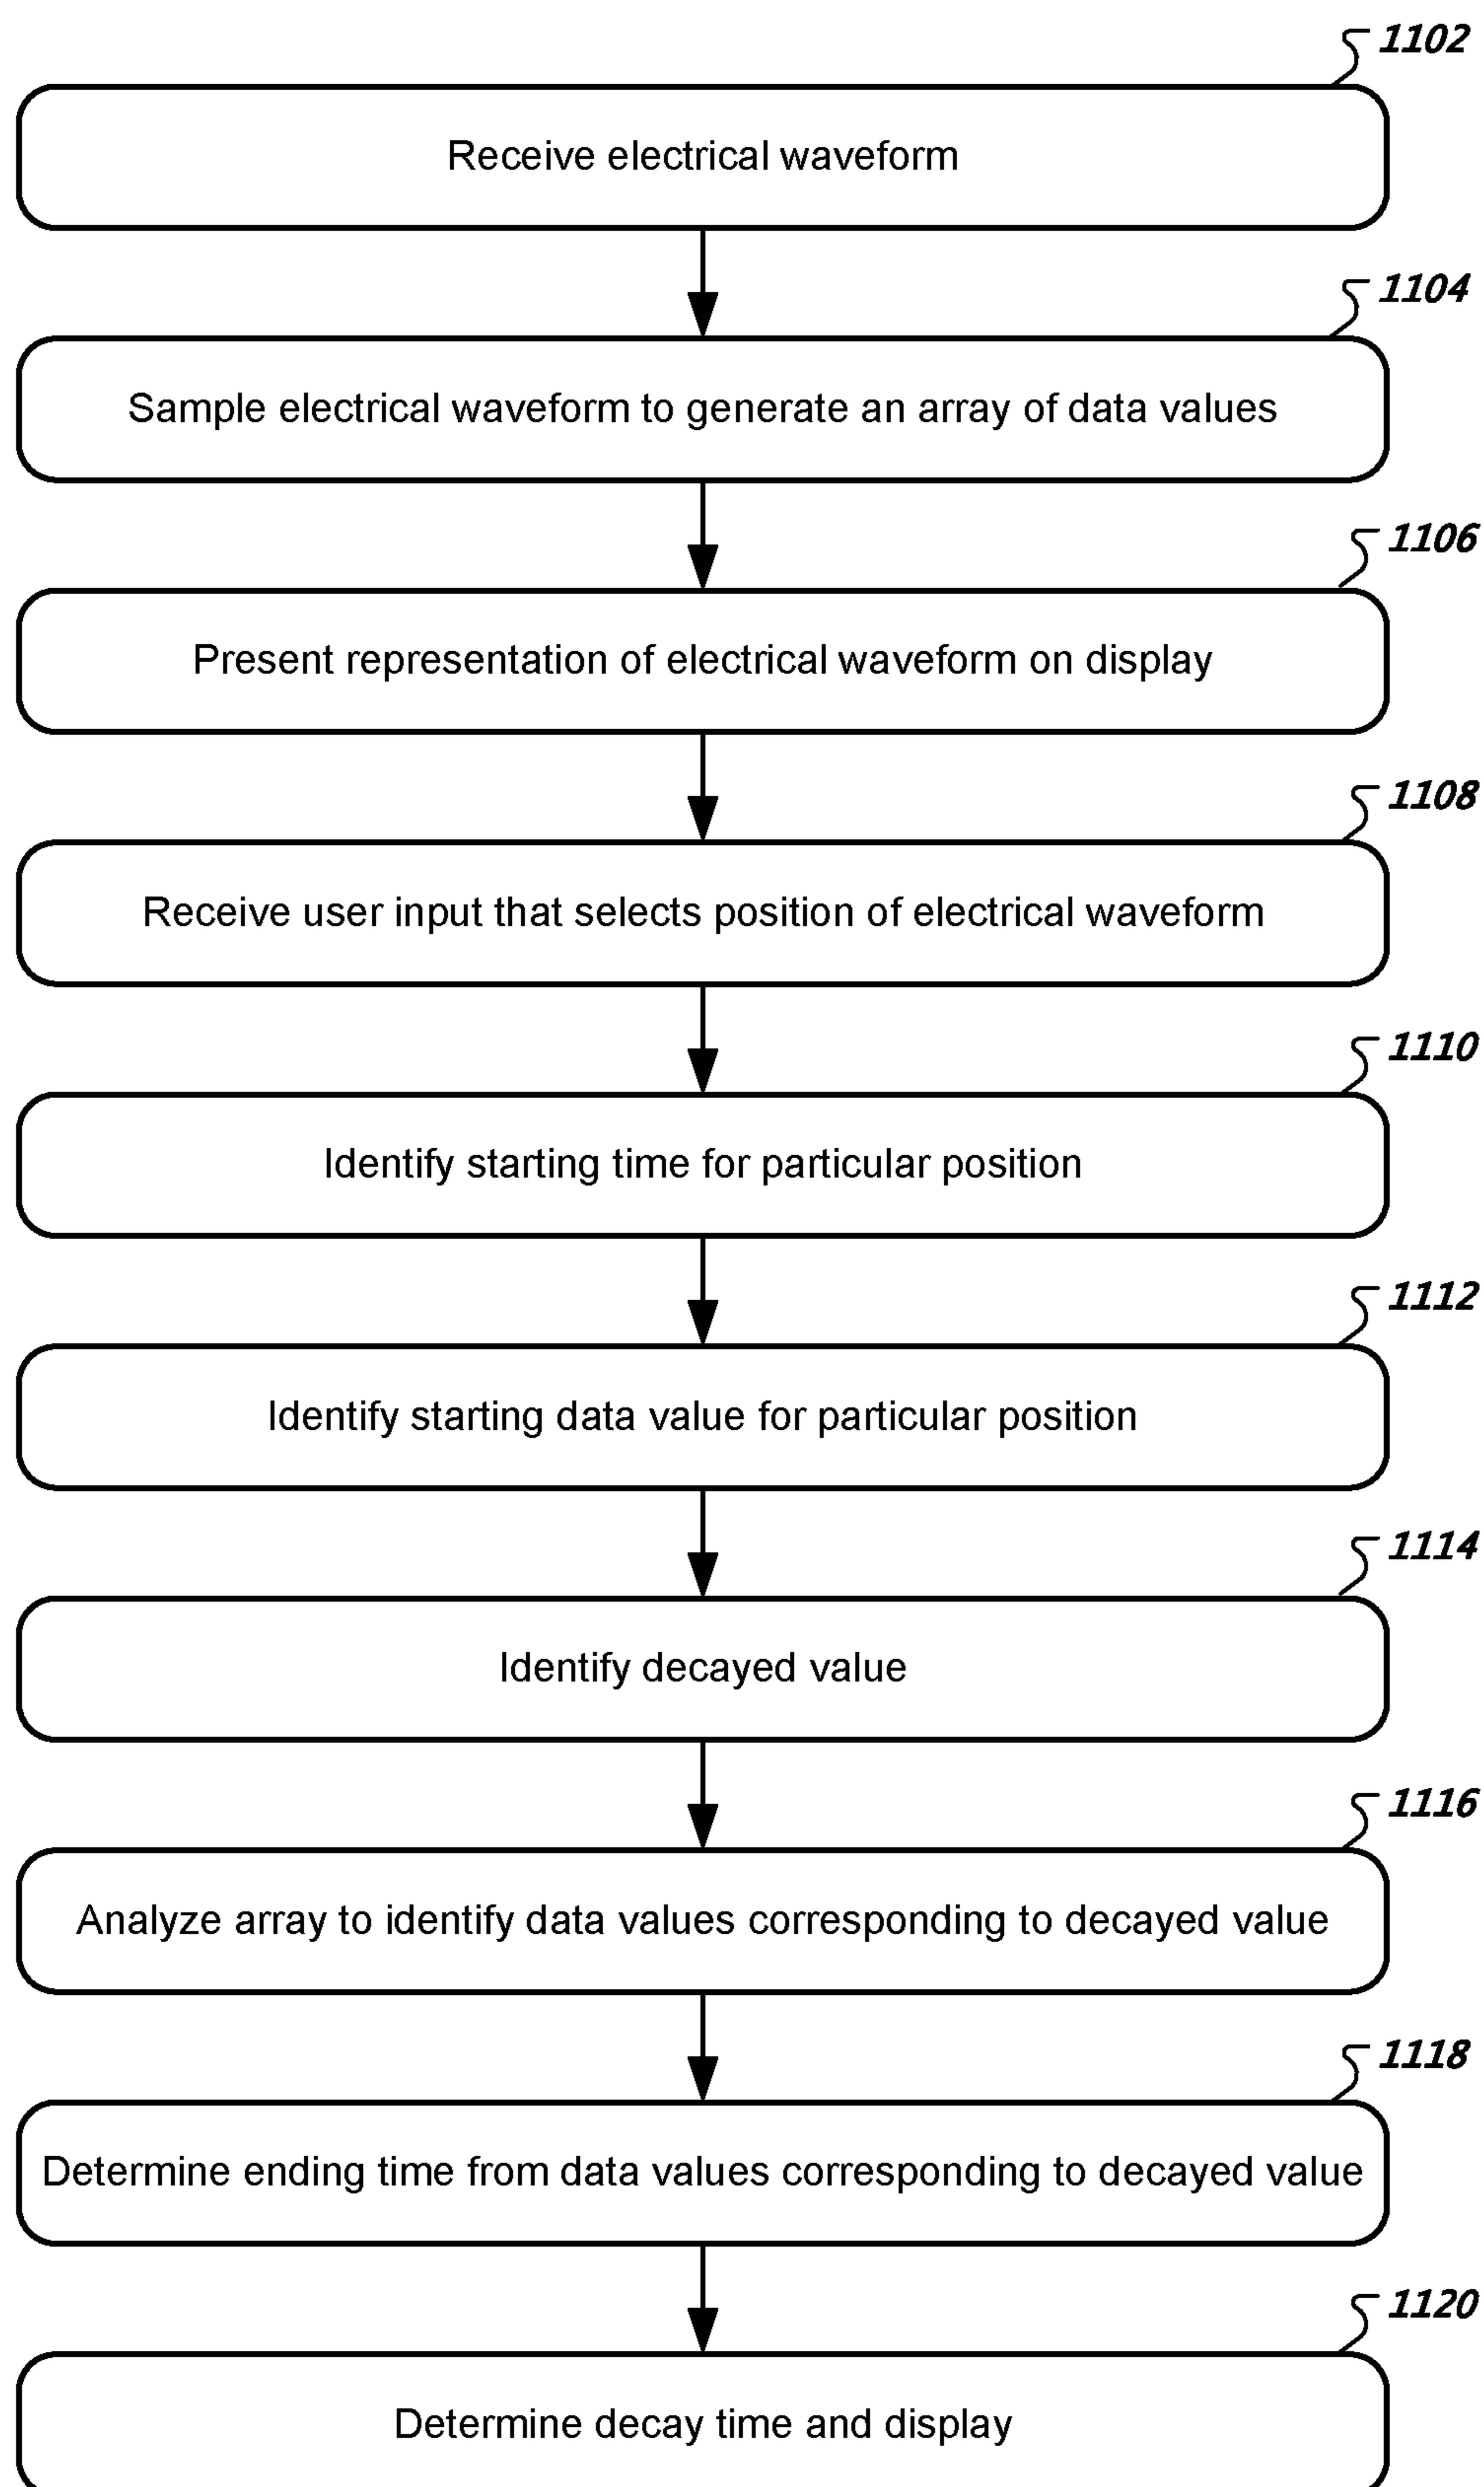 1102
Receive electrical waveform
1104
Sample electrical waveform to generate an array of data values
1106
Present representation of electrical waveform on display
1108
Receive user input that selects position of electrical waveform
1110
Identify starting time for particular position
1112
Identify starting data value for particular position
1114
Identify decayed value
1116
Analyze array to identify data values corresponding to decayed value
1118
Determine ending time from data values corresponding to decayed value
1120
Determine decay time and display